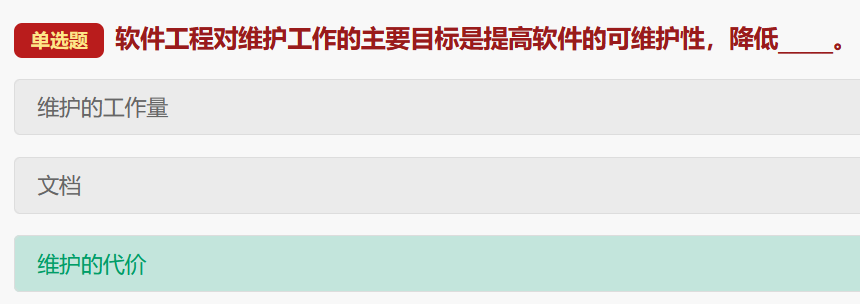 单选题 软件工程对维护工作的主要目标是提高软件的可维护性，降低_____。
维护的工作量
文档
维护的代价